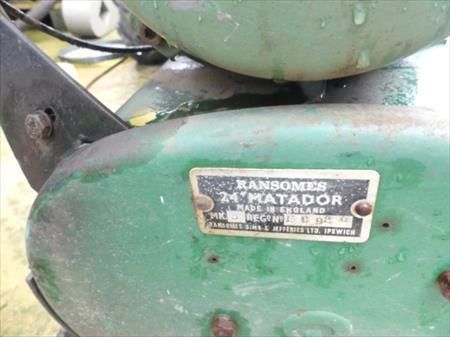 RANSOMES
24" MATADOR
MADE IN ENGLAND
MK. REGD. NO.
RANSOMES SIMS & JEFFERIES LTD. IPSWICH